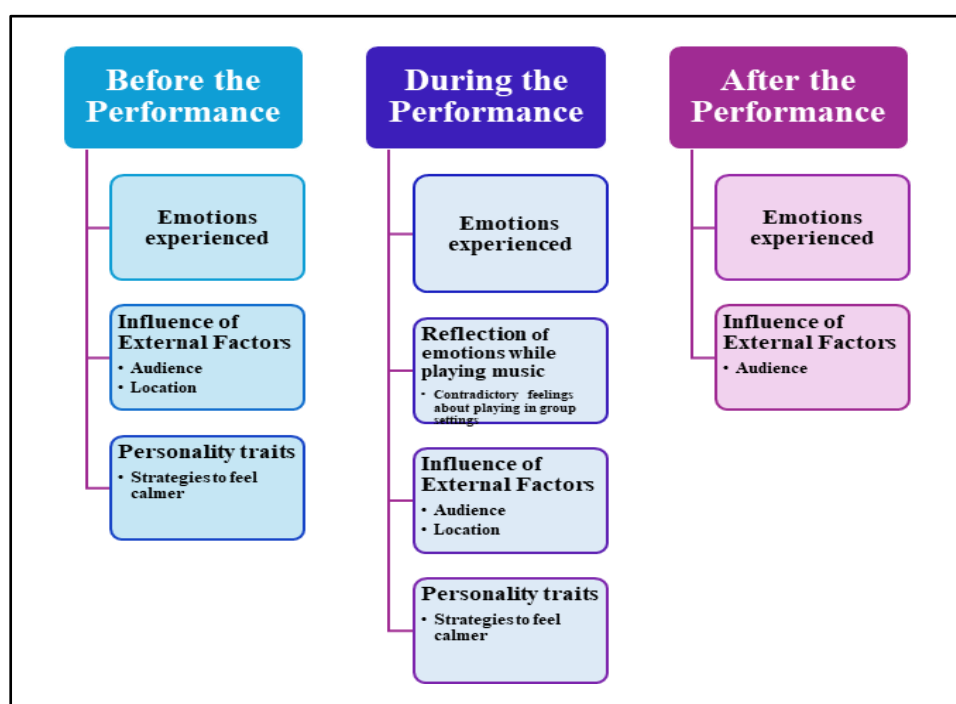 Before the
Performance
Emotions
experienced
Influence of
External Factors
• Audience
• Location
Personality traits
• Strategies to feel
calmer
During the
Performance
Emotions
experienced
Reflection of
emotions while
playing music
• Contradictory feelings
about playing in group
settings
Influence of
External Factors
• Audience
• Location
Personality traits
• Strategies to feel
calmer
After the
Performance
Emotions
experienced
Influence of
External Factors
• Audience